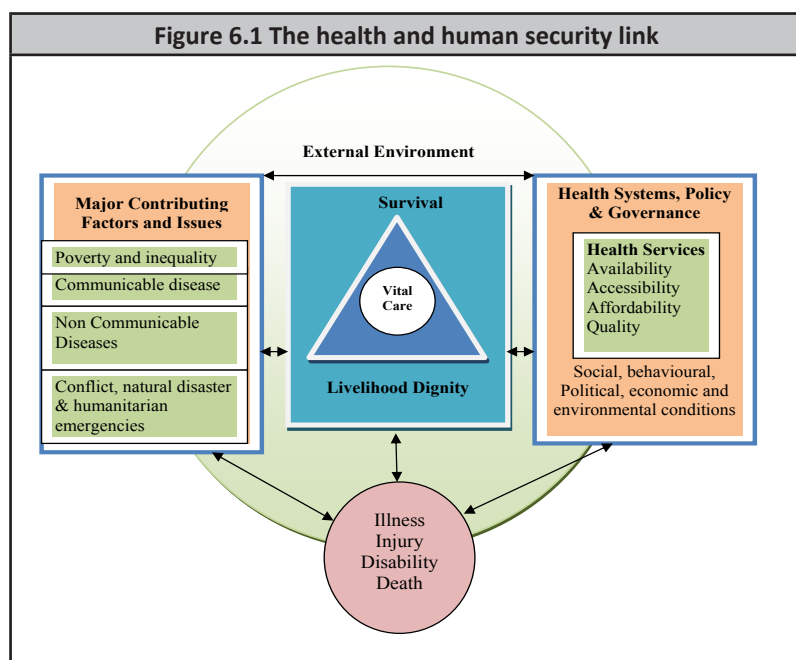 Figure 6.1 The health and human security link
External Environment
Major Contributing
Factors and Issues
Poverty and inequality
Communicable disease
Non Communicable
Diseases
Conflict, natural disaster
& humanitarian
emergencies
Survival
Vital
Care
Livelihood Dignity
Health Systems, Policy
& Governance
Health Services
Availability
Accessibility
Affordability
Quality
Social, behavioural,
Political, economic and
environmental conditions
Illness
Injury
Disability
Death